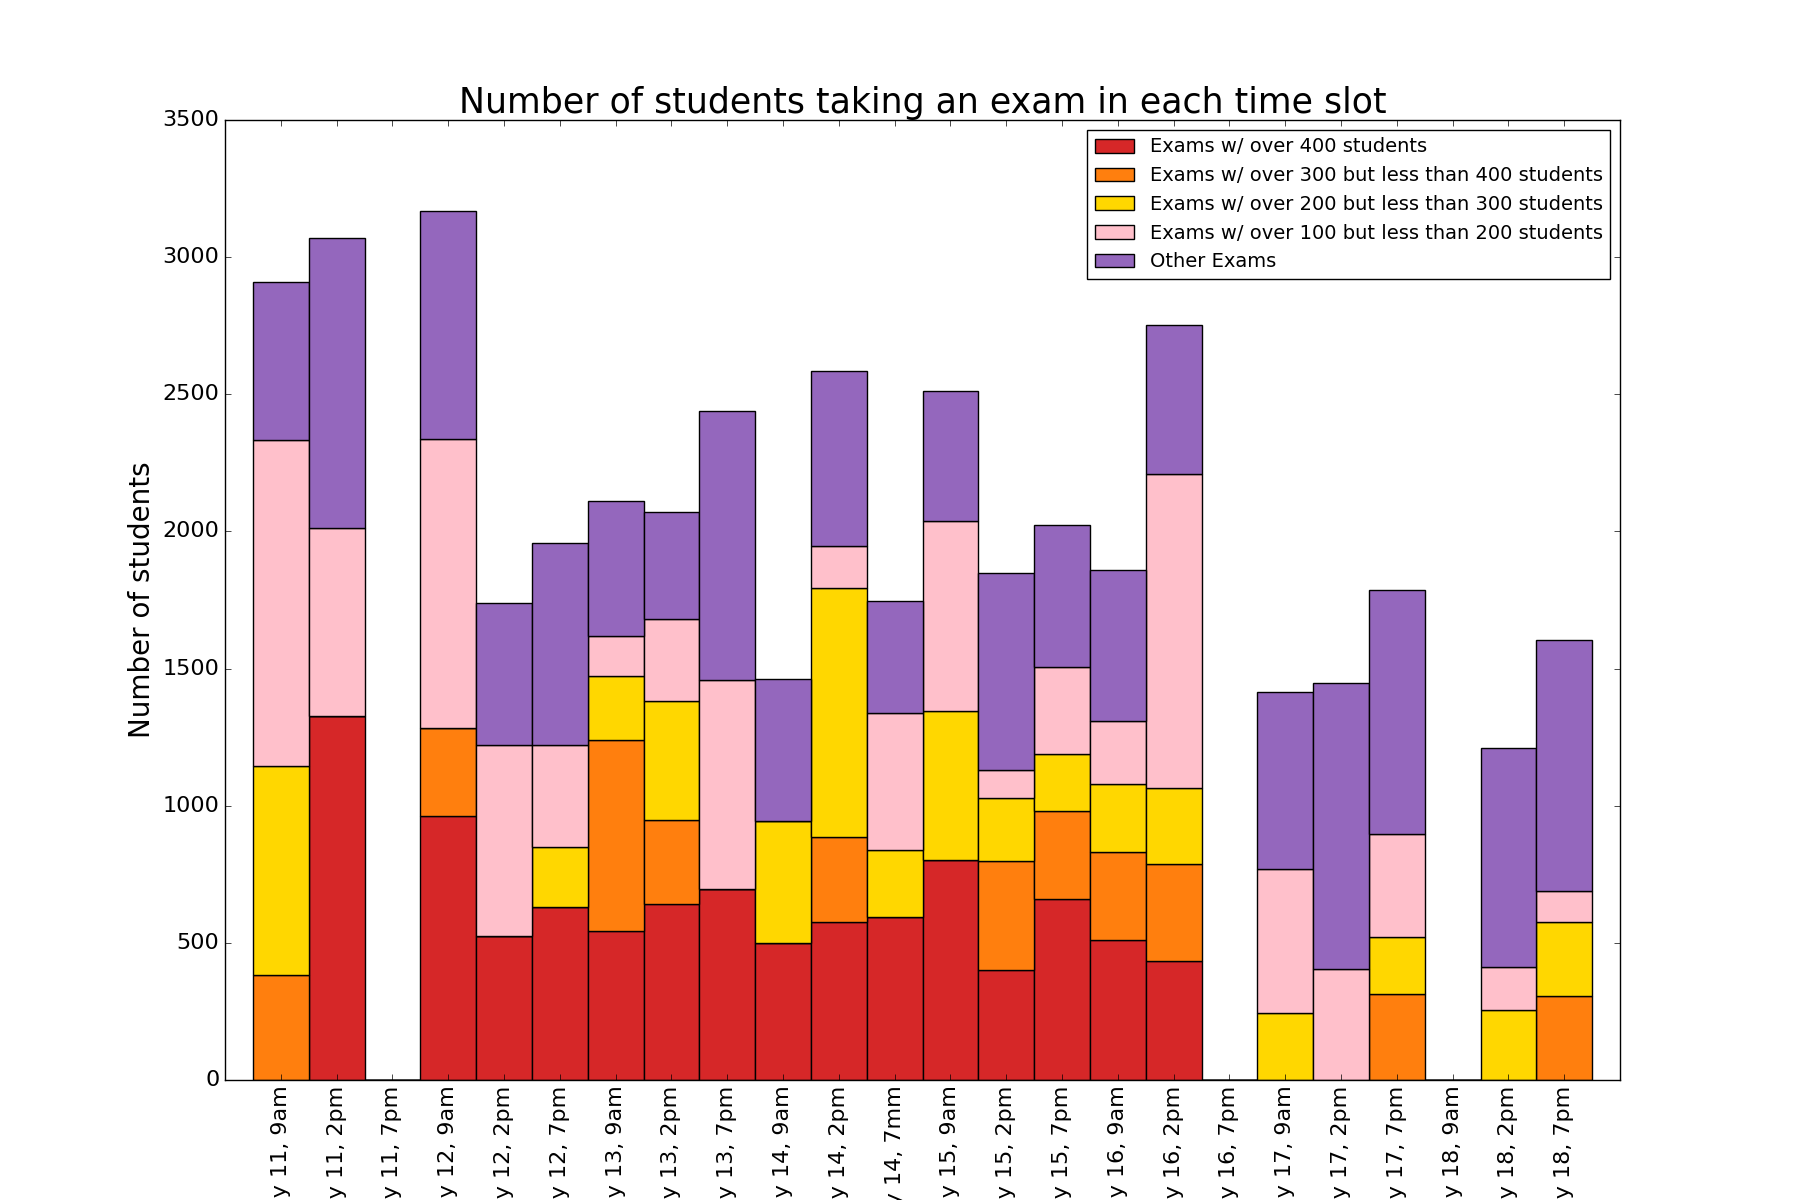 Number of students taking an exam in each time slot
Exams w/ over 400 students
Exams w/ over 300 but less than 400 students
Exams w/ over 200 but less than 300 students
Exams w/ over 100 but less than 200 students
Other Exams
Number of students
3500
3000
2500
2000
1500
1000
500
0
y 11, 9am
y 11, 2pm
y 11, 7pm
y 12, 9am
y 12, 2pm
y 12, 7pm
y 13, 9am
y 13, 2pm
y 13, 7pm
y 14, 9am
y 14, 2pm
y 14, 7mm
y 15, 9am
y 15, 2pm
y 15, 7pm
y 16, 9am
y 16, 2pm
y 16, 7pm
y 17, 9am
y 17, 2pm
y 17, 7pm
y 18, 9am
y 18, 2pm
y 18, 7pm